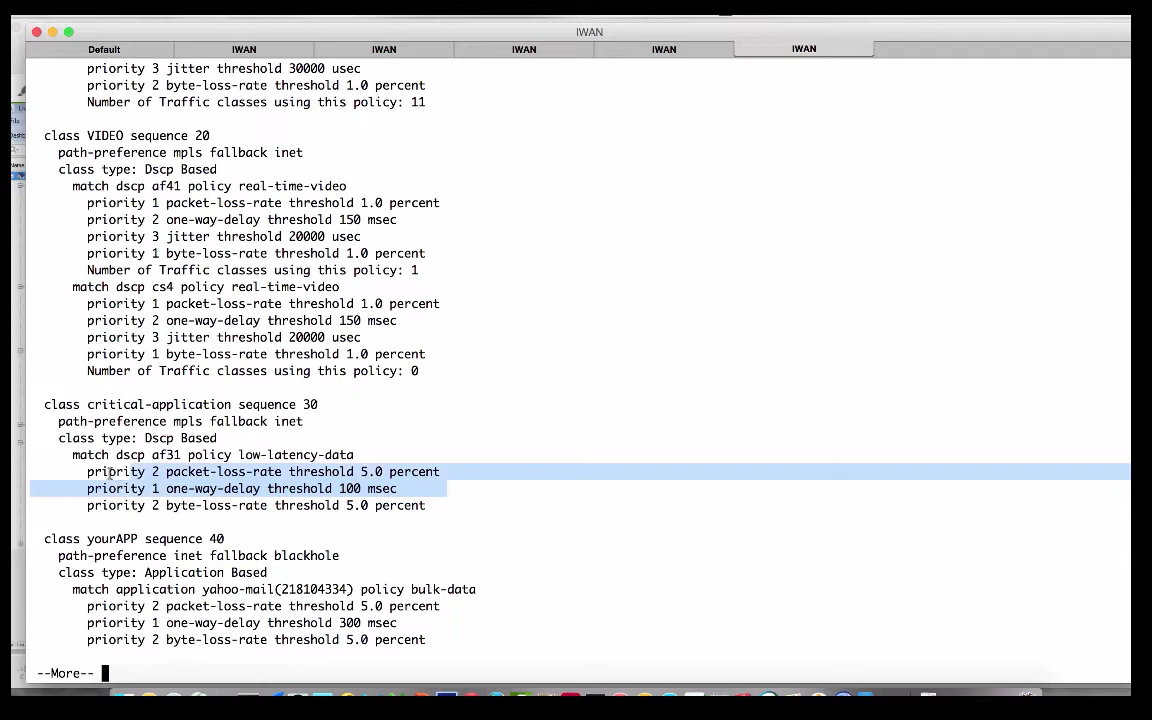 IWAN
Default IWAN IWAN IWAN IWAN IWAN
priority 3 jitter threshold 30000 usec
priority 2 byte-loss-rate threshold 1.0 percent
Number of Traffic classes using this policy: 11
class VIDEO sequence 20
path-preference mpls fallback inet
class type: Dscp Based
match dscp af41 policy real-time-video
priority 1 packet-loss-rate threshold 1.0 percent
priority 2 one-way-delay threshold 150 msec
priority 3 jitter threshold 20000 usec
priority 1 byte-loss-rate threshold 1.0 percent
Number of Traffic classes using this policy: 1
match dscp cs4 policy real-time-video
priority 1 packet-loss-rate threshold 1.0 percent
priority 2 one-way-delay threshold 150 msec
priority 3 jitter threshold 20000 usec
priority 1 byte-loss-rate threshold 1.0 percent
Number of Traffic classes using this policy: 0
class critical-application sequence 30
path-preference mpls fallback inet
class type: Dscp Based
match dscp af31 policy low-latency-data
priority 2 packet-loss-rate threshold 5.0 percent
priority 1 one-way-delay threshold 100 msec
priority 2 byte-loss-rate threshold 5.0 percent
class yourAPP sequence 40
path-preference inet fallback blackhole
class type: Application Based
match application yahoo-mail(218104334) policy bulk-data
priority 2 packet-loss-rate threshold 5.0 percent
priority 1 one-way-delay threshold 300 msec
priority 2 byte-loss-rate threshold 5.0 percent
--More--